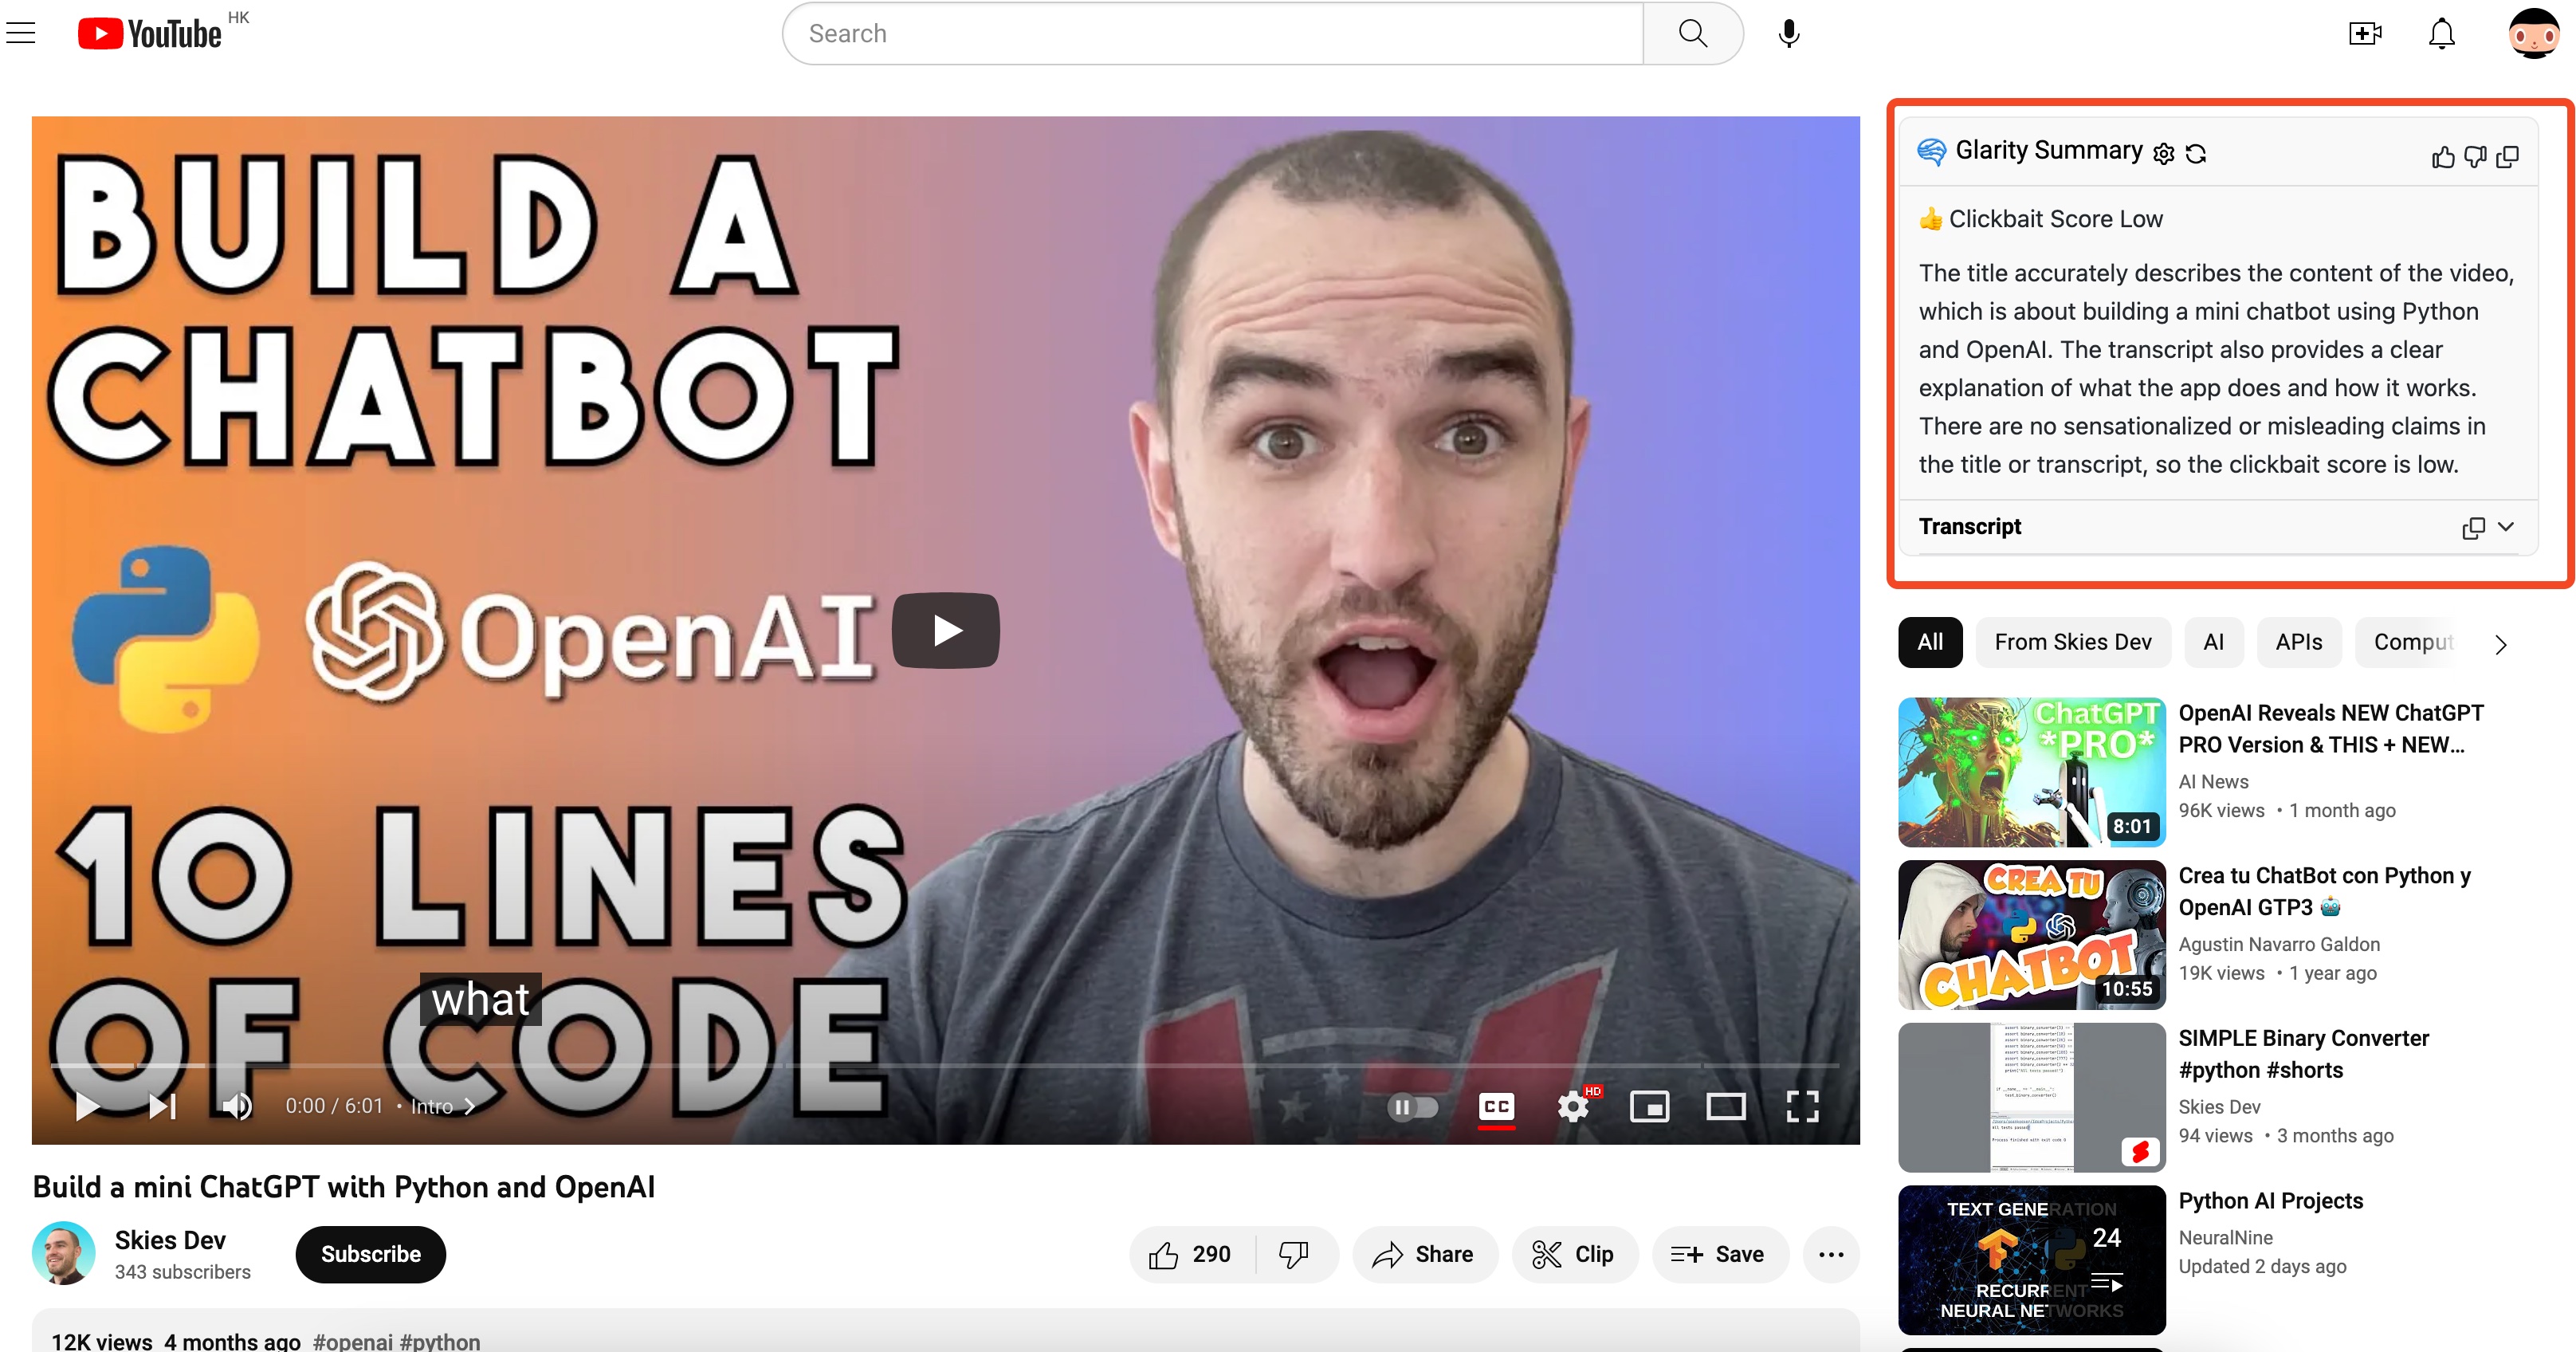 YouTube HK
Search
BUILD A
CHATBOT
OpenAI
10 LINES
OF CODE
what
0:00 / 6:01 • Intro
CC
HD
Build a mini ChatGPT with Python and OpenAI
Skies Dev
343 subscribers
Subscribe
290
Share
Clip
Save
12K views 4 months ago #openai #python
Glarity Summary
👍 Clickbait Score Low
The title accurately describes the content of the video,
which is about building a mini chatbot using Python
and OpenAI. The transcript also provides a clear
explanation of what the app does and how it works.
There are no sensationalized or misleading claims in
the title or transcript, so the clickbait score is low.
Transcript
All
From Skies Dev
AI
APIs
Comput
ChatGPT
*PRO*
8:01
OpenAI Reveals NEW ChatGPT
PRO Version & THIS + NEW...
AI News
96K views • 1 month ago
CREA TU
CHATBOT
10:55
Crea tu ChatBot con Python y
OpenAI GTP3 🤖
Agustin Navarro Galdon
19K views • 1 year ago
SIMPLE Binary Converter
#python #shorts
Skies Dev
94 views • 3 months ago
TEXT GENERATION
24
RECURRENT
NEURAL NETWORKS
Python AI Projects
NeuralNine
Updated 2 days ago